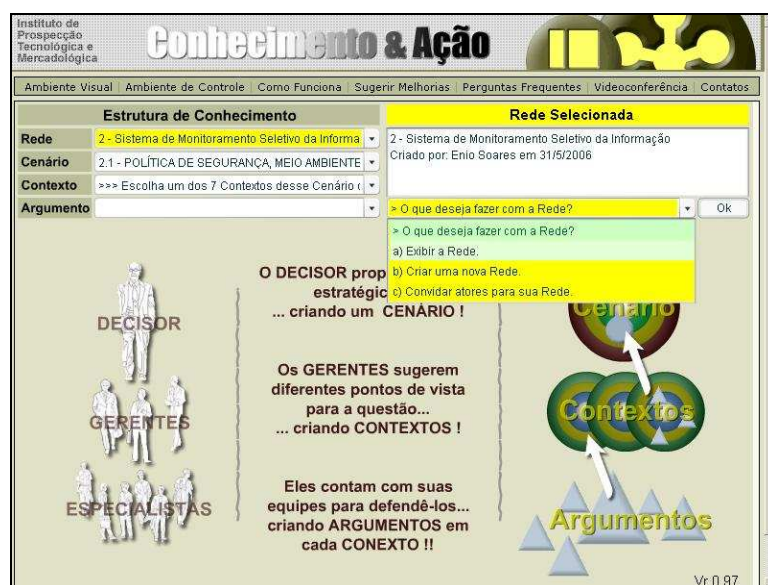 Instituto de
Prospecção
Tecnológica e
Mercadológica
Conhecimento & Ação
Ambiente Visual | Ambiente de Controle | Como Funciona | Sugerir Melhorias | Perguntas Frequentes | Videoconferência | Contatos
Estrutura de Conhecimento
Rede Selecionada
Rede
2 - Sistema de Monitoramento Seletivo da Informa
Cenário
2.1 - POLÍTICA DE SEGURANÇA, MEIO AMBIENTE
Contexto
>>> Escolha um dos 7 Contextos desse Cenário (
Argumento
2 - Sistema de Monitoramento Seletivo da Informação
Criado por: Enio Soares em 31/5/2006
> O que deseja fazer com a Rede?
Ok
> O que deseja fazer com a Rede?
a) Exibir a Rede.
b) Criar uma nova Rede.
c) Convidar atores para sua Rede.
DECISOR
O DECISOR prop
estratégic
... criando um CENÁRIO !
Cenário
GERENTES
Os GERENTES sugerem
diferentes pontos de vista
para a questão...
... criando CONTEXTOS !
Contextos
ESPECIALISTAS
Eles contam com suas
equipes para defendê-los...
criando ARGUMENTOS em
cada CONEXTO !!
Argumentos
Vr 0.97